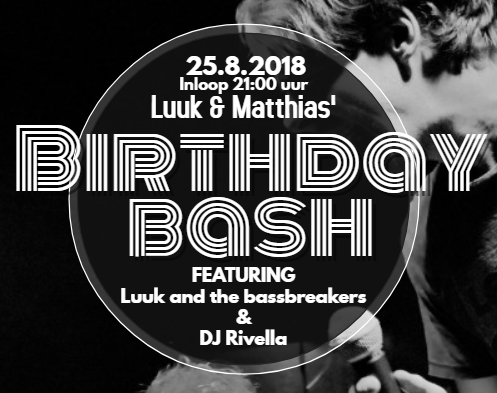 25.8.2018
Inloop 21:00 uur
Luuk & Matthias'
BIRTHDAY
BASH
FEATURING
Luuk and the bassbreakers
&
DJ Rivella